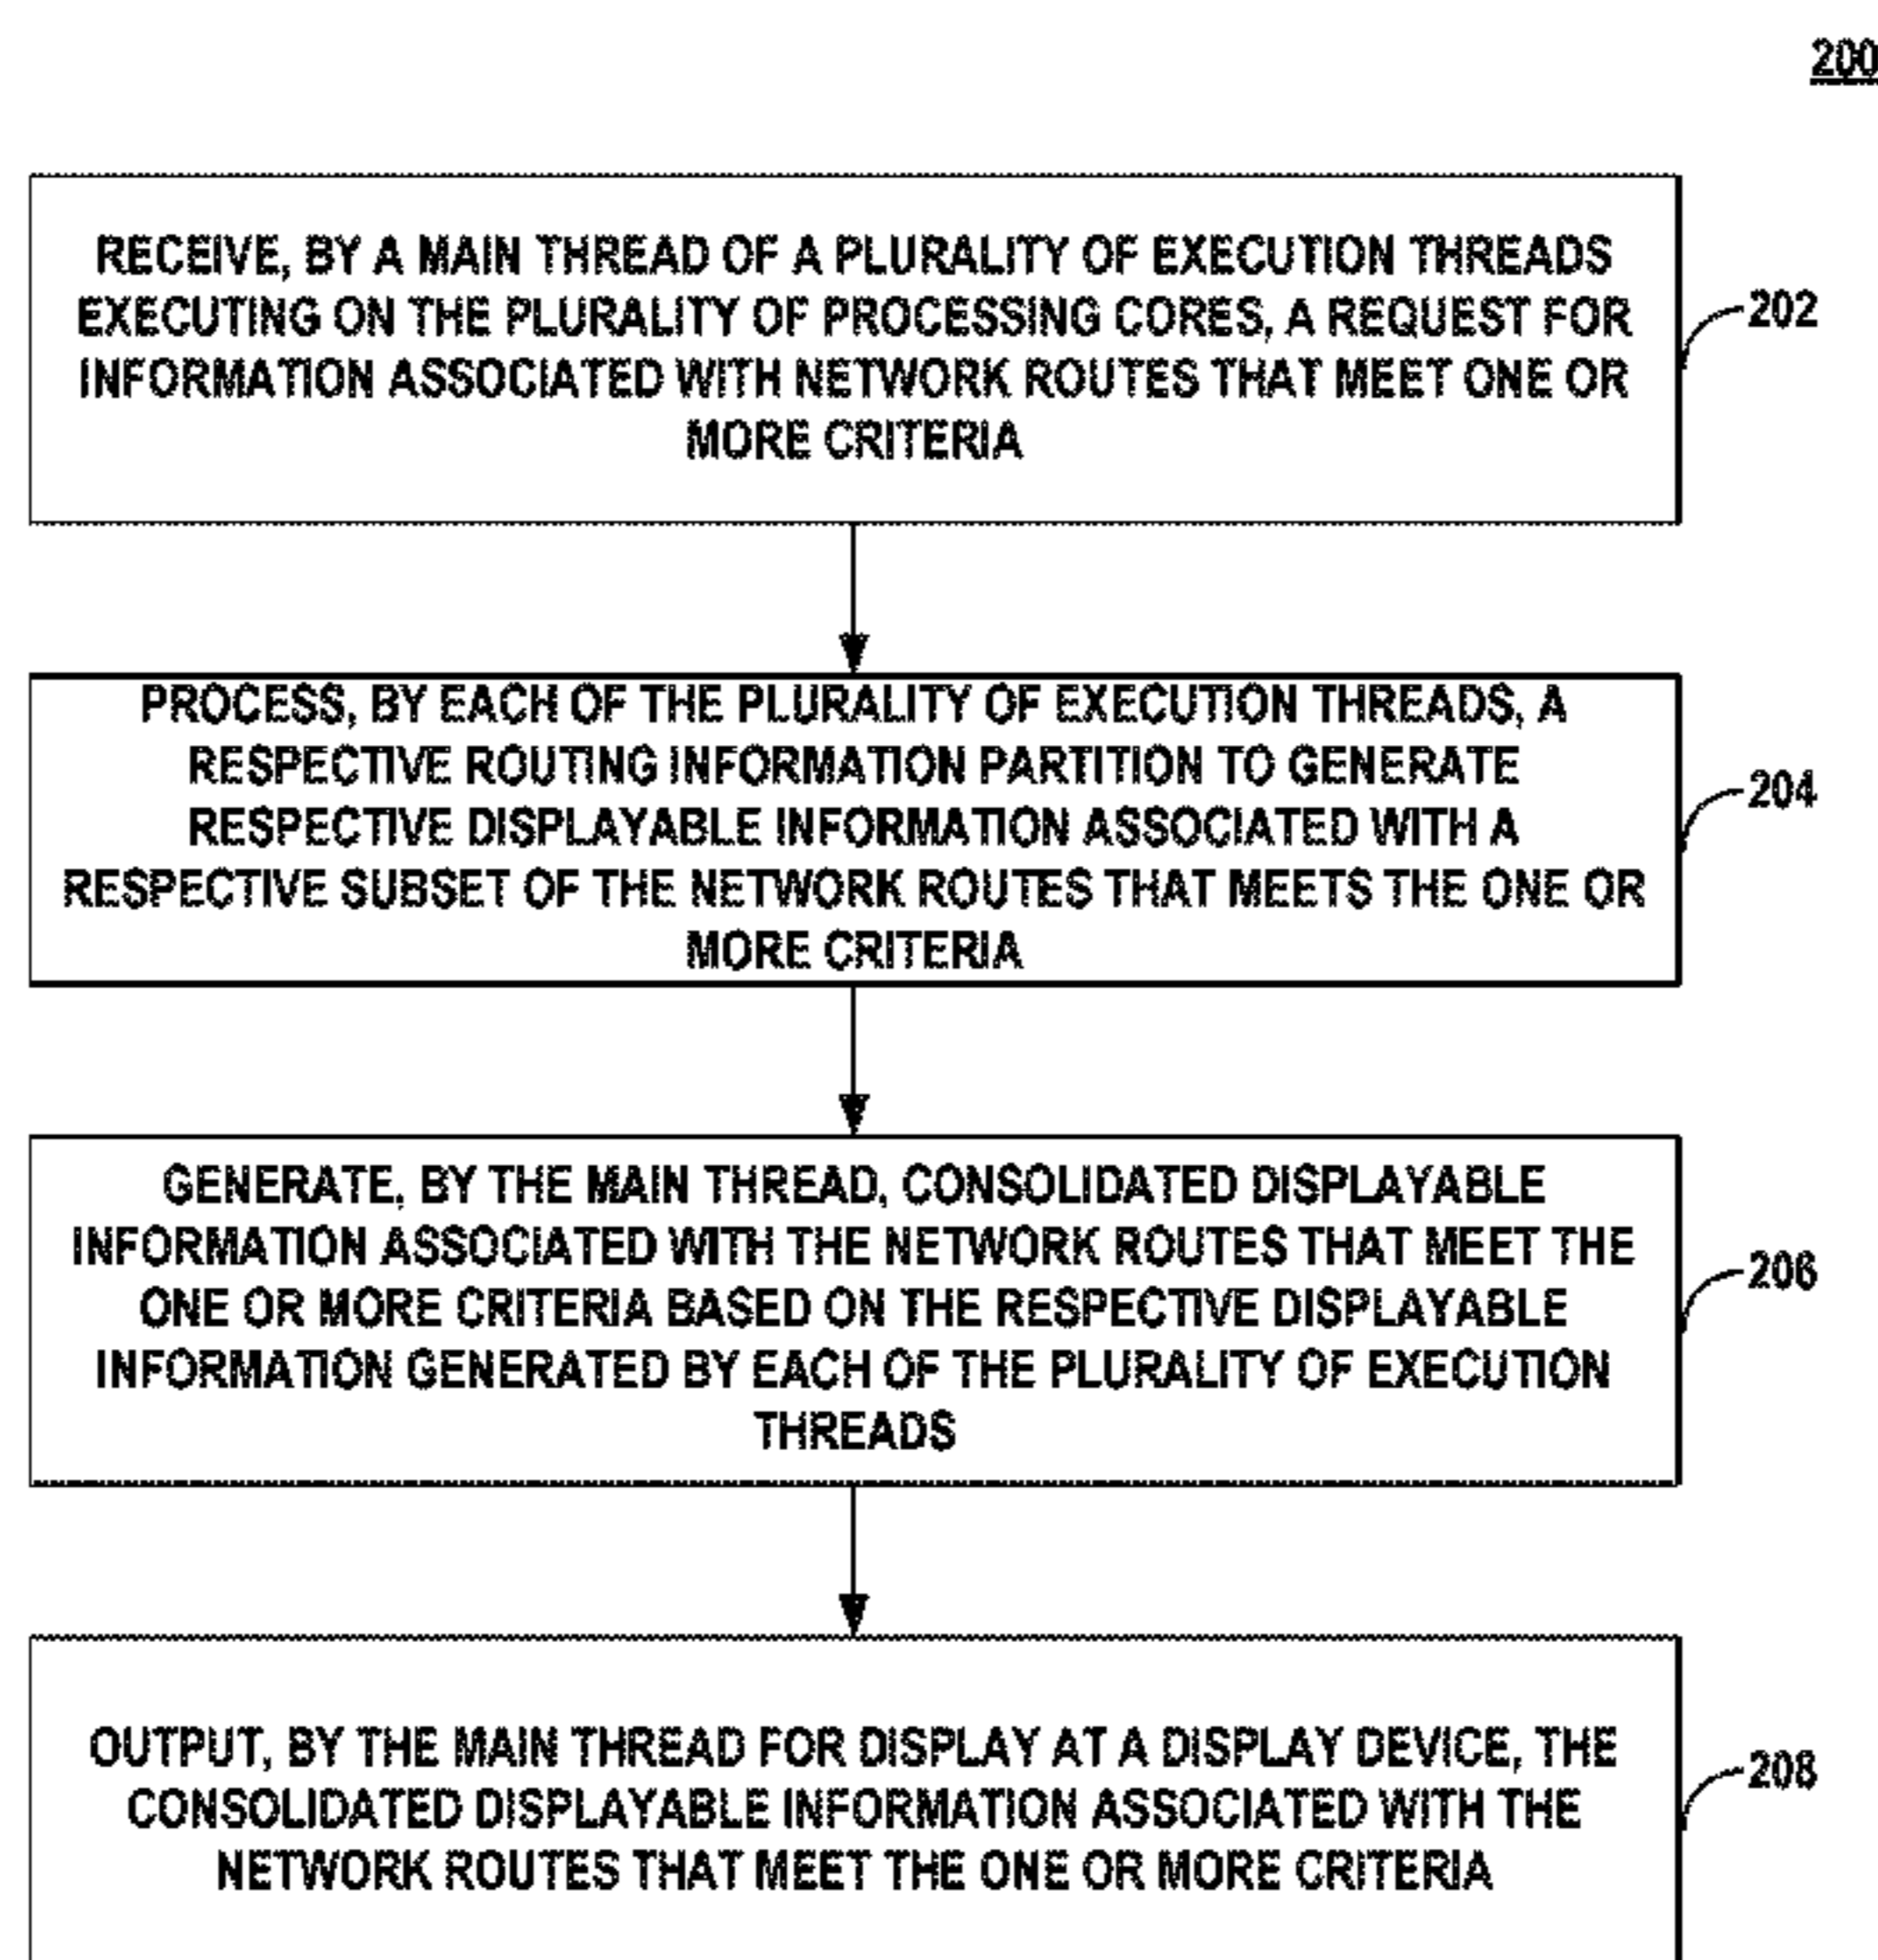 200
RECEIVE, BY A MAIN THREAD OF A PLURALITY OF EXECUTION THREADS
EXECUTING ON THE PLURALITY OF PROCESSING CORES, A REQUEST FOR
INFORMATION ASSOCIATED WITH NETWORK ROUTES THAT MEET ONE OR
MORE CRITERIA
202
PROCESS, BY EACH OF THE PLURALITY OF EXECUTION THREADS, A
RESPECTIVE ROUTING INFORMATION PARTITION TO GENERATE
RESPECTIVE DISPLAYABLE INFORMATION ASSOCIATED WITH A
RESPECTIVE SUBSET OF THE NETWORK ROUTES THAT MEETS THE ONE OR
MORE CRITERIA
204
GENERATE, BY THE MAIN THREAD, CONSOLIDATED DISPLAYABLE
INFORMATION ASSOCIATED WITH THE NETWORK ROUTES THAT MEET THE
ONE OR MORE CRITERIA BASED ON THE RESPECTIVE DISPLAYABLE
INFORMATION GENERATED BY EACH OF THE PLURALITY OF EXECUTION
THREADS
206
OUTPUT, BY THE MAIN THREAD FOR DISPLAY AT A DISPLAY DEVICE, THE
CONSOLIDATED DISPLAYABLE INFORMATION ASSOCIATED WITH THE
NETWORK ROUTES THAT MEET THE ONE OR MORE CRITERIA
208